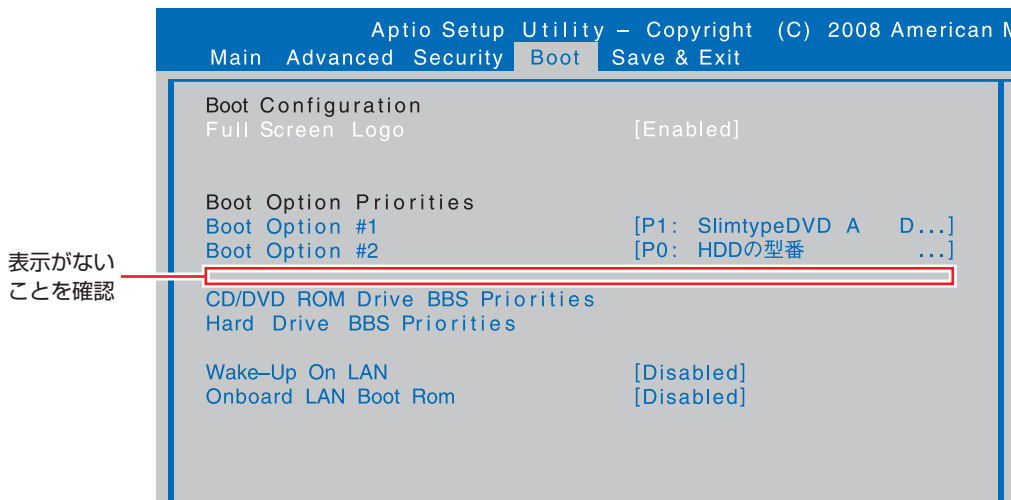 Aptio Setup Utility – Copyright (C) 2008 American
Main Advanced Security Boot Save & Exit
Boot Configuration
Full Screen Logo [Enabled]
Boot Option Priorities
Boot Option #1 [P1: SlimtypeDVD A D...]
Boot Option #2 [P0: HDDの型番 ...]
表示がない
ことを確認
CD/DVD ROM Drive BBS Priorities
Hard Drive BBS Priorities
Wake–Up On LAN [Disabled]
Onboard LAN Boot Rom [Disabled]